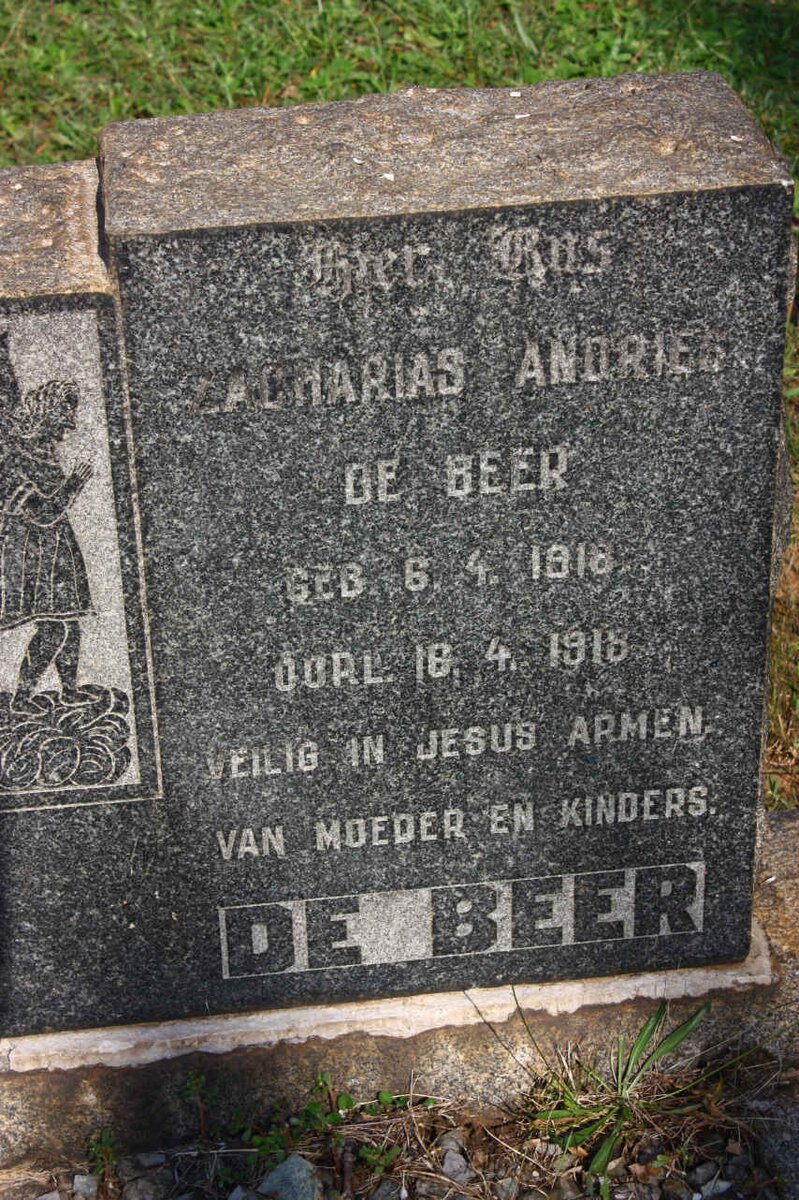 Hier Rus
ZACHARIAS ANDRIES
DE BEER
GEB. 6. 4. 1918
OORL. 18. 4. 1918
VEILIG IN JESUS ARMEN.
VAN MOEDER EN KINDERS.
DE BEER